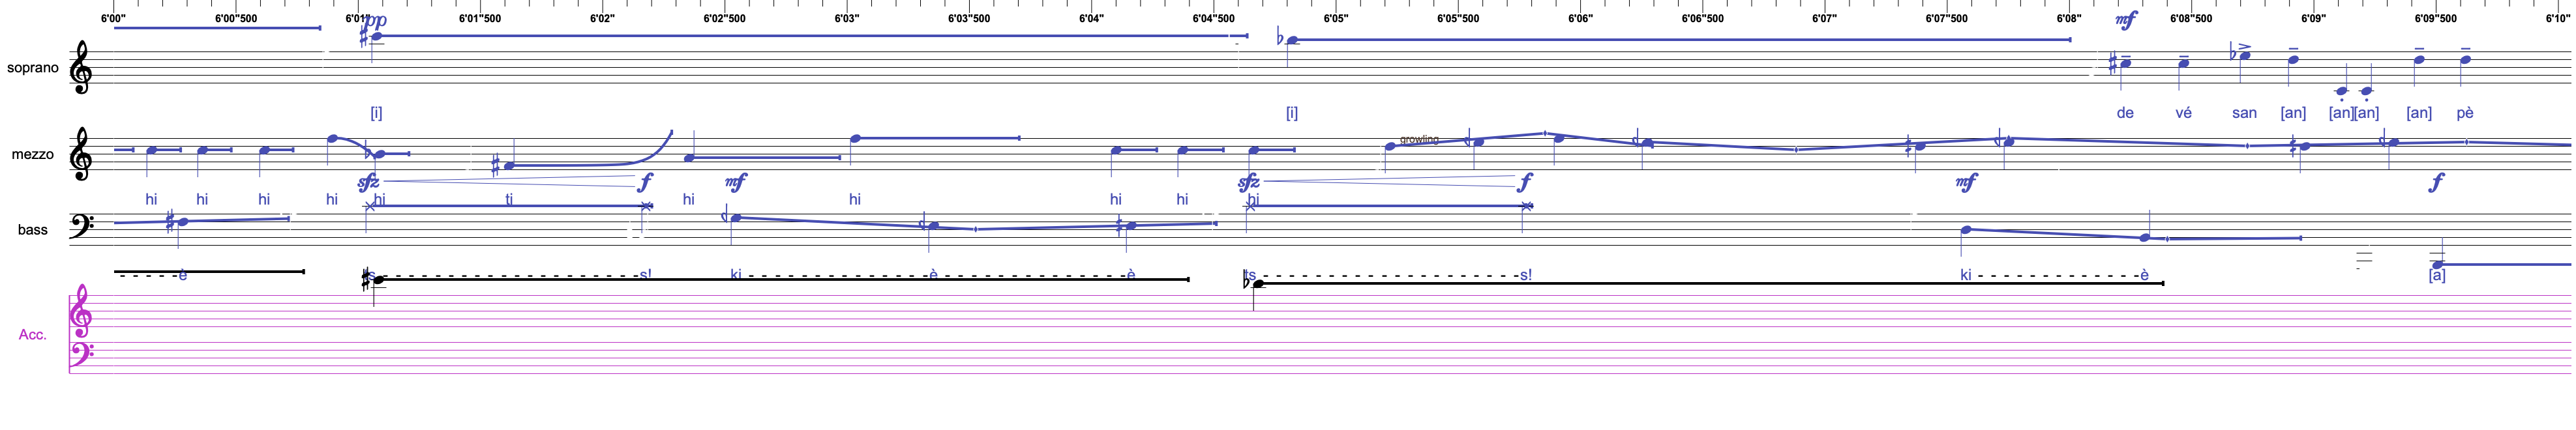 6'00" 6'00"500 6'01" 6'01"500 6'02" 6'02"500 6'03" 6'03"500 6'04" 6'04"500 6'05" 6'05"500 6'06" 6'06"500 6'07" 6'07"500 6'08" 6'08"500 6'09" 6'09"500 6'10"
pp mf
soprano
[i] [i] de vé san [an] [an][an] [an] pè
growling
mezzo
sfz f mf sfz f mf f
hi hi hi hi hi ti hi hi hi hi hi
bass
è s! ki è è ts s! ki è [a]
Acc.